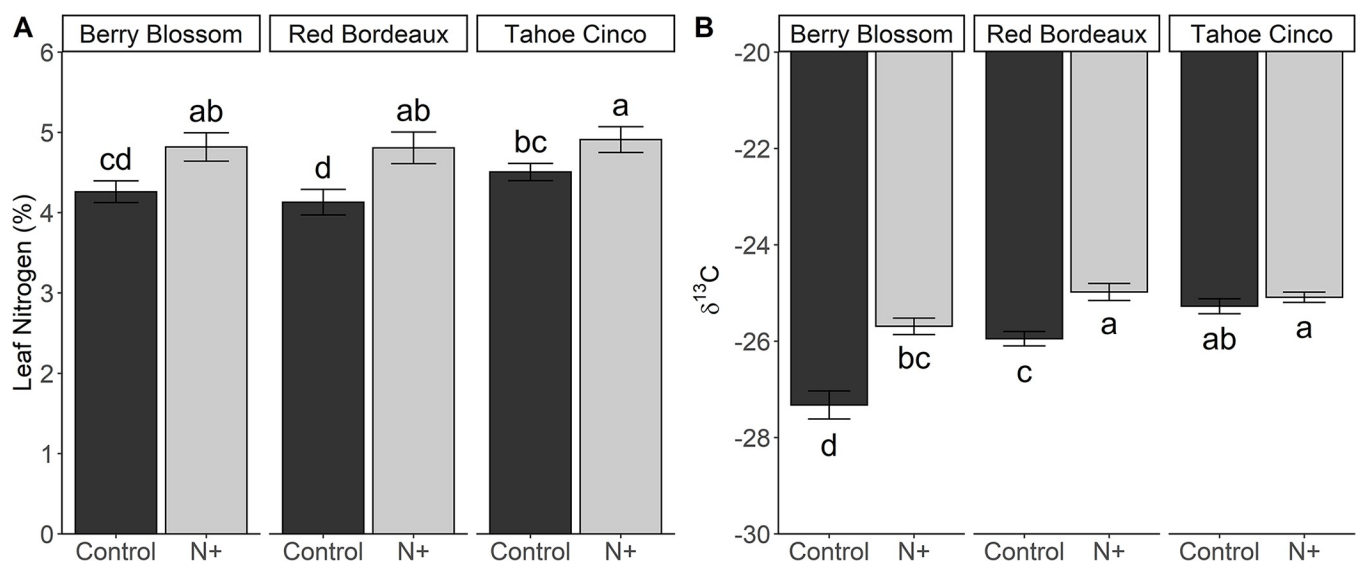 A
Berry Blossom
Red Bordeaux
Tahoe Cinco
Leaf Nitrogen (%)
6
5
4
3
2
1
0
cd
ab
d
ab
bc
a
Control
N+
Control
N+
Control
N+
B
Berry Blossom
Red Bordeaux
Tahoe Cinco
δ¹³C
-20
-22
-24
-26
-28
-30
d
bc
c
a
ab
a
Control
N+
Control
N+
Control
N+